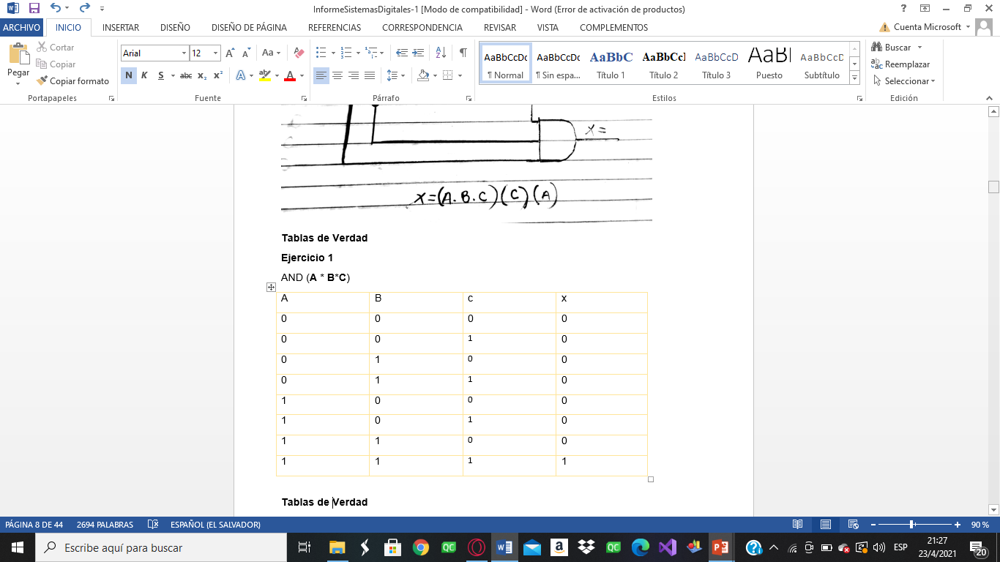 InformeSistemasDigitales-1 [Modo de compatibilidad] - Word (Error de activación de productos)
ARCHIVO INICIO INSERTAR DISEÑO DISEÑO DE PÁGINA REFERENCIAS CORRESPONDENCIA REVISAR VISTA COMPLEMENTOS Cuenta Microsoft
Pegar
Cortar
Copiar
Copiar formato
Portapapeles
Arial 12
N K S abc x₂ x²
Fuente
Párrafo
AaBbCcDc AaBbCcDc AaBbC AaBbCcI AaBbCcD AaBI AaBbCcD
¶ Normal ¶ Sin espa... Título 1 Título 2 Título 3 Puesto Subtítulo
Estilos
Buscar
Reemplazar
Seleccionar
Edición
X =
X=(A.B.C)(C)(A)
Tablas de Verdad
Ejercicio 1
AND (A * B*C)
A B c x
0 0 0 0
0 0 1 0
0 1 0 0
0 1 1 0
1 0 0 0
1 0 1 0
1 1 0 0
1 1 1 1
Tablas de Verdad
PÁGINA 8 DE 44 2694 PALABRAS ESPAÑOL (EL SALVADOR) 90 %
Escribe aquí para buscar
QC
QC
ESP
21:27
23/4/2021
20